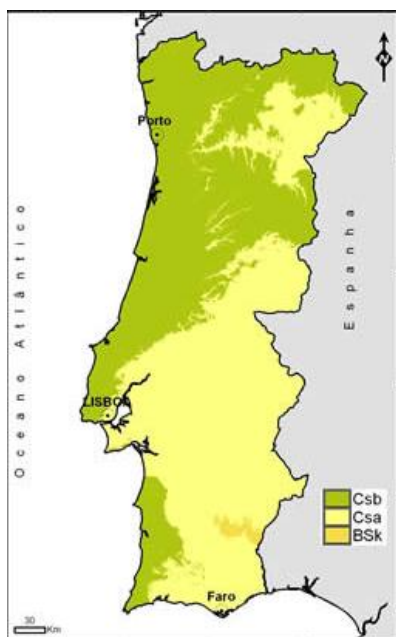 N
Porto
Oceano Atlântico
Espanha
LISBOA
Csb
Csa
BSk
Faro
30
Km